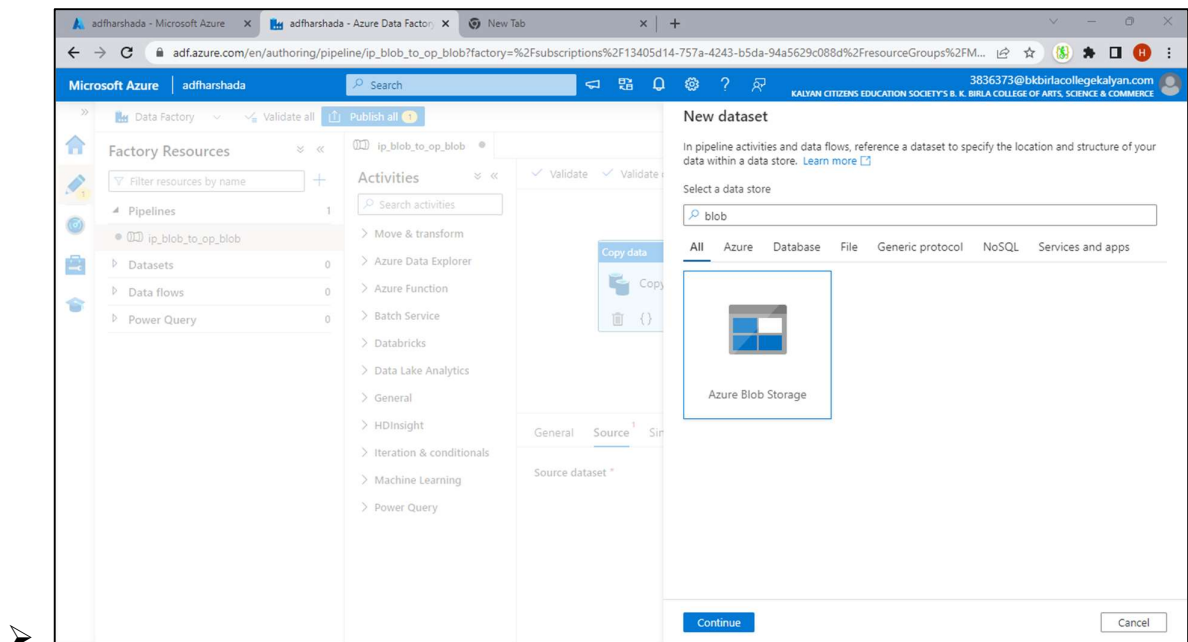 adfharshada - Microsoft Azure
adfharshada - Azure Data Factor
New Tab
adf.azure.com/en/authoring/pipeline/ip_blob_to_op_blob?factory=%2Fsubscriptions%2F13405d14-757a-4243-b5da-94a5629c088d%2FresourceGroups%2FM...
H
Microsoft Azure
adfharshada
Search
3836373@bkbirlacollegekalyan.com
KALYAN CITIZENS EDUCATION SOCIETY'S B. K. BIRLA COLLEGE OF ARTS, SCIENCE & COMMERCE
Data Factory
Validate all
Publish all 1
Factory Resources
Filter resources by name
Pipelines 1
ip_blob_to_op_blob
Datasets 0
Data flows 0
Power Query 0
ip_blob_to_op_blob
Activities
Search activities
Move & transform
Azure Data Explorer
Azure Function
Batch Service
Databricks
Data Lake Analytics
General
HDInsight
Iteration & conditionals
Machine Learning
Power Query
Validate
Validate
Copy data
Copy
General
Source 1
Source dataset *
New dataset
In pipeline activities and data flows, reference a dataset to specify the location and structure of your
data within a data store. Learn more
Select a data store
blob
All Azure Database File Generic protocol NoSQL Services and apps
Azure Blob Storage
Continue
Cancel